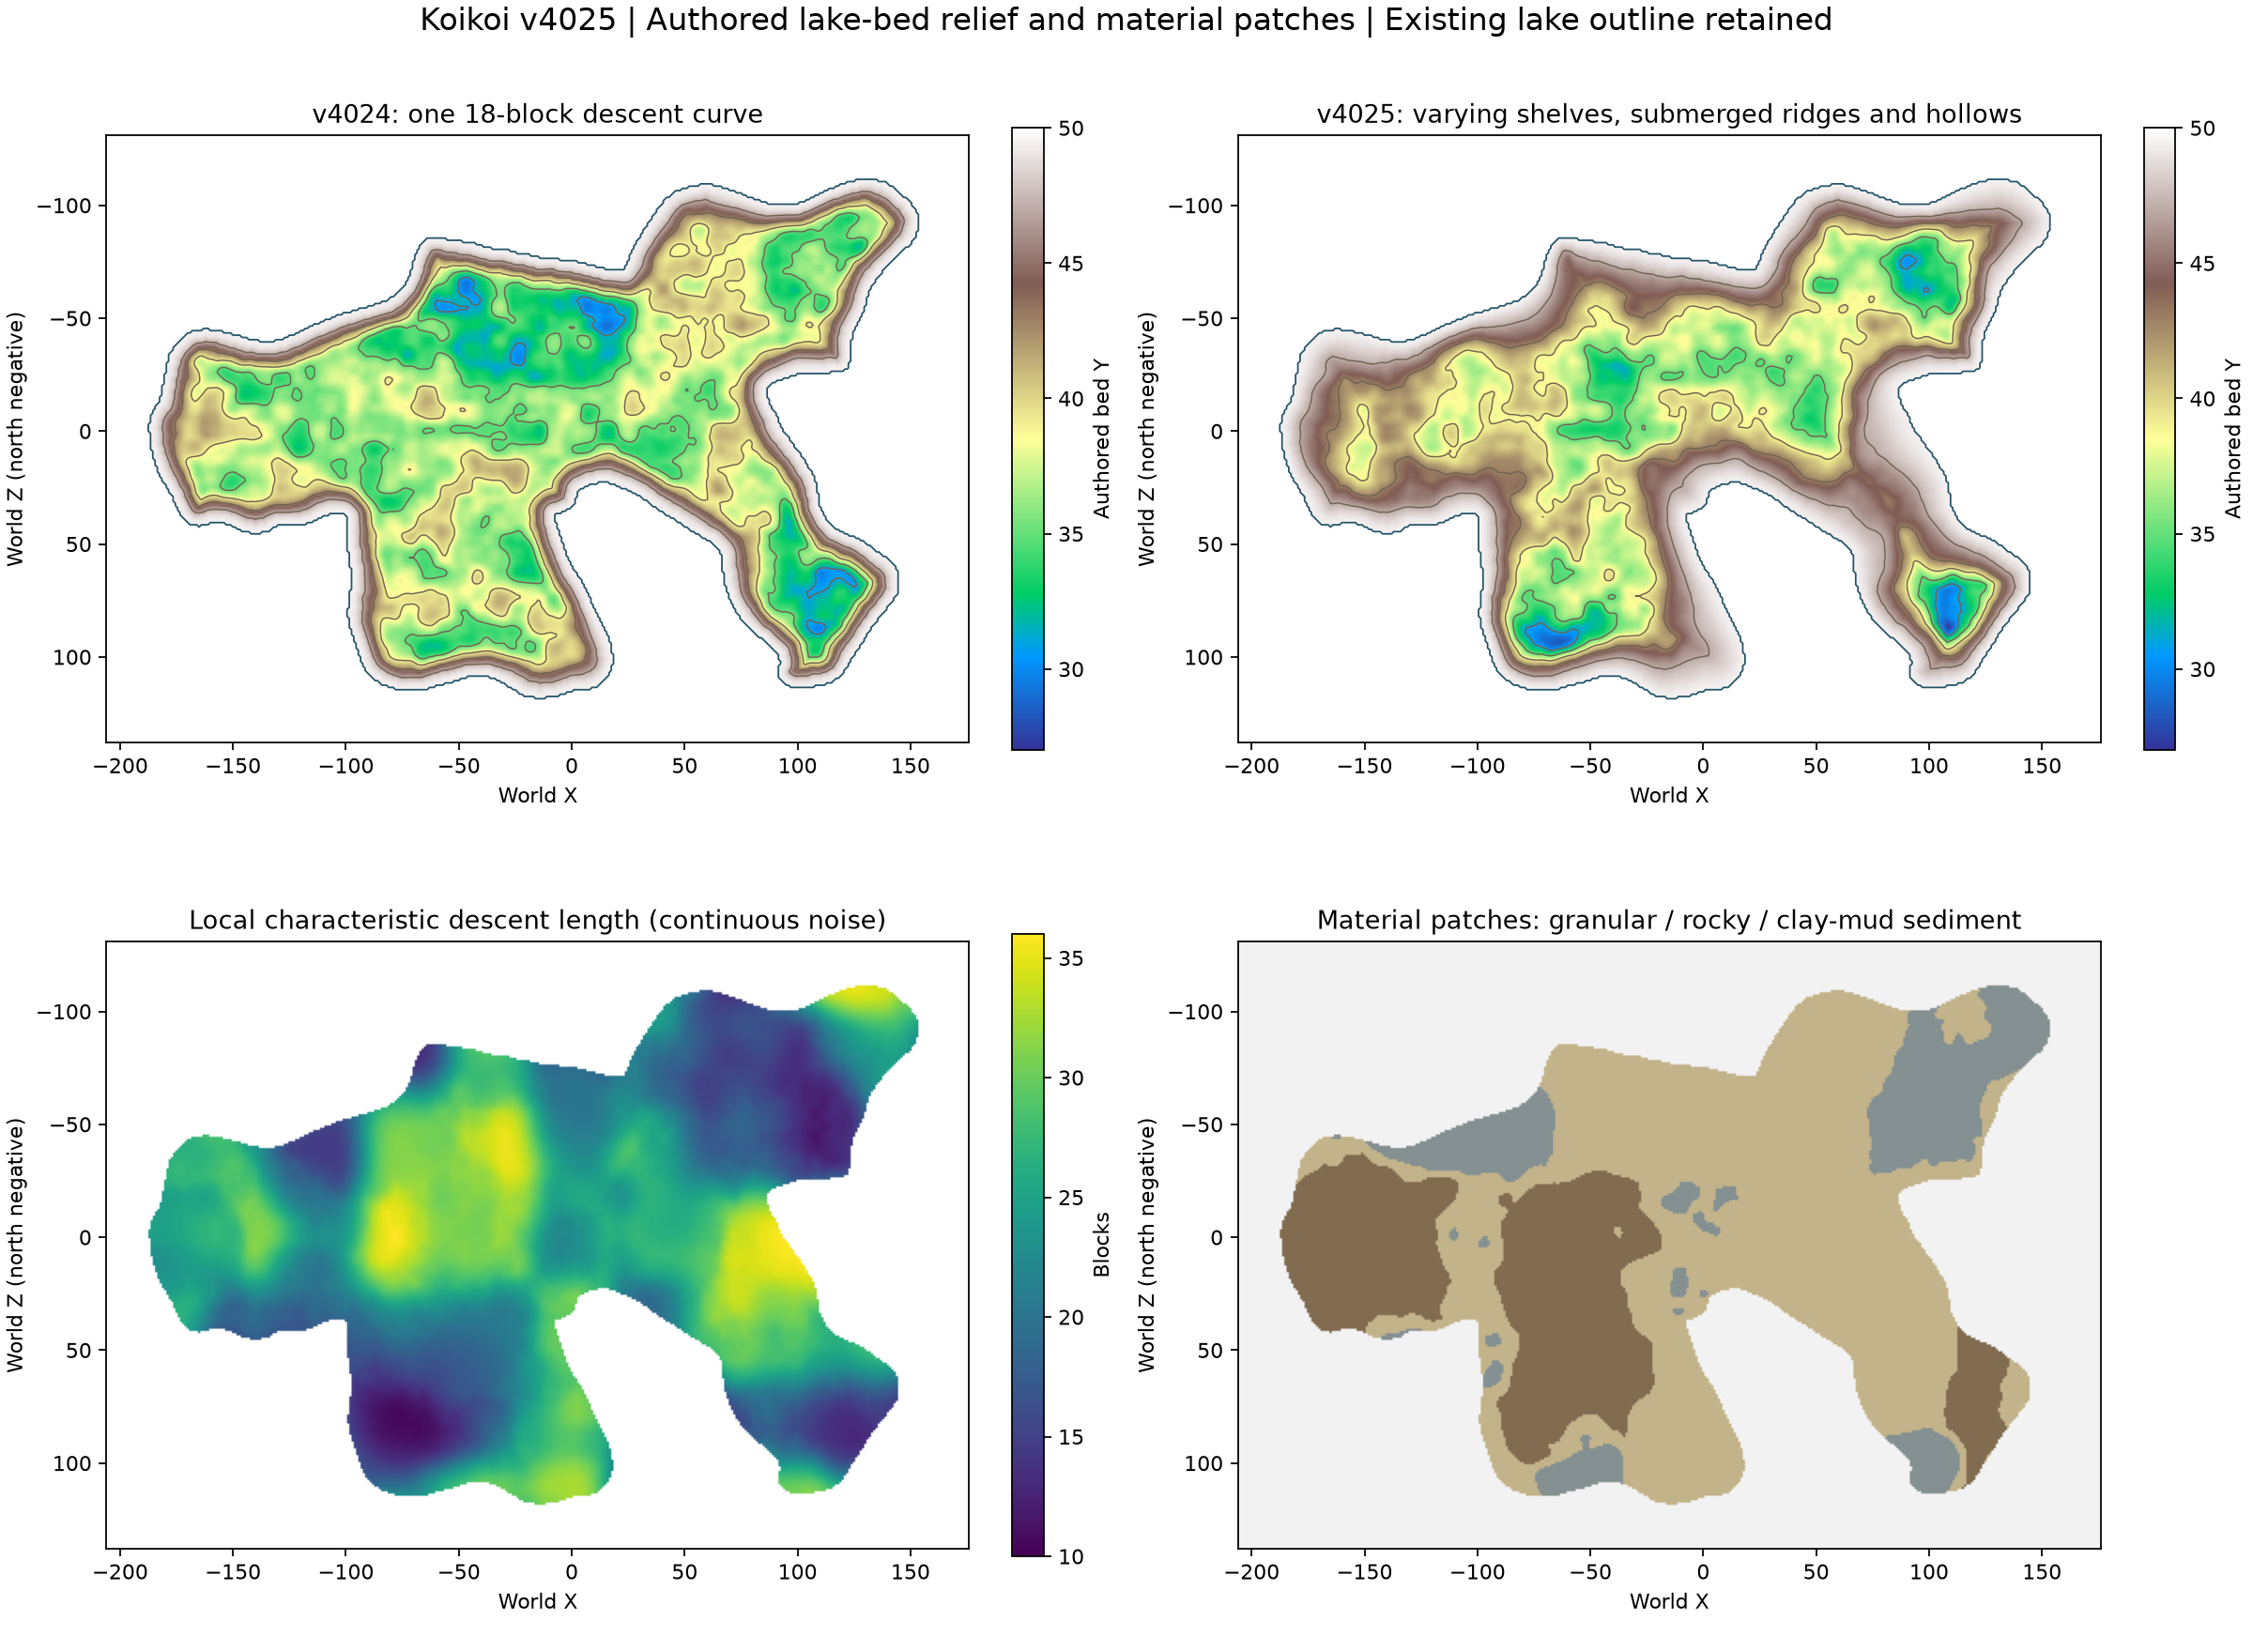 Koikoi v4025 | Authored lake-bed relief and material patches | Existing lake outline retained
v4024: one 18-block descent curve
−100
−50
0
50
100
World Z (north negative)
−200 −150 −100 −50 0 50 100 150
World X
50
45
40
35
30
Authored bed Y
v4025: varying shelves, submerged ridges and hollows
−100
−50
0
50
100
World Z (north negative)
−200 −150 −100 −50 0 50 100 150
World X
50
45
40
35
30
Authored bed Y
Local characteristic descent length (continuous noise)
−100
−50
0
50
100
World Z (north negative)
−200 −150 −100 −50 0 50 100 150
World X
35
30
25
20
15
10
Blocks
Material patches: granular / rocky / clay-mud sediment
−100
−50
0
50
100
World Z (north negative)
−200 −150 −100 −50 0 50 100 150
World X